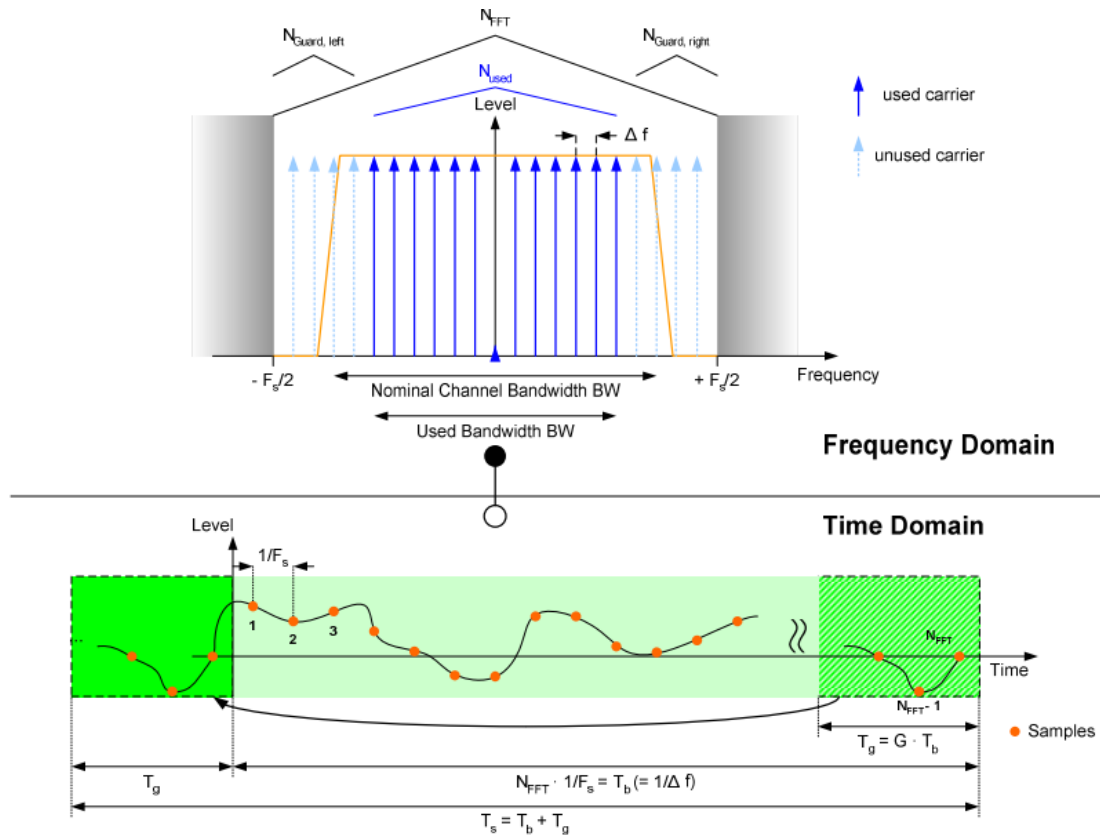 N_FFT
N_Guard, left
N_Guard, right
N_used
Level
Δ f
used carrier
unused carrier
- F_s/2
+ F_s/2
Frequency
Nominal Channel Bandwidth BW
Used Bandwidth BW
Frequency Domain
Time Domain
Level
1/F_s
1
2
3
...
N_FFT
Time
N_FFT- 1
Samples
T_g = G · T_b
T_g
N_FFT · 1/F_s = T_b (= 1/Δ f)
T_s = T_b + T_g